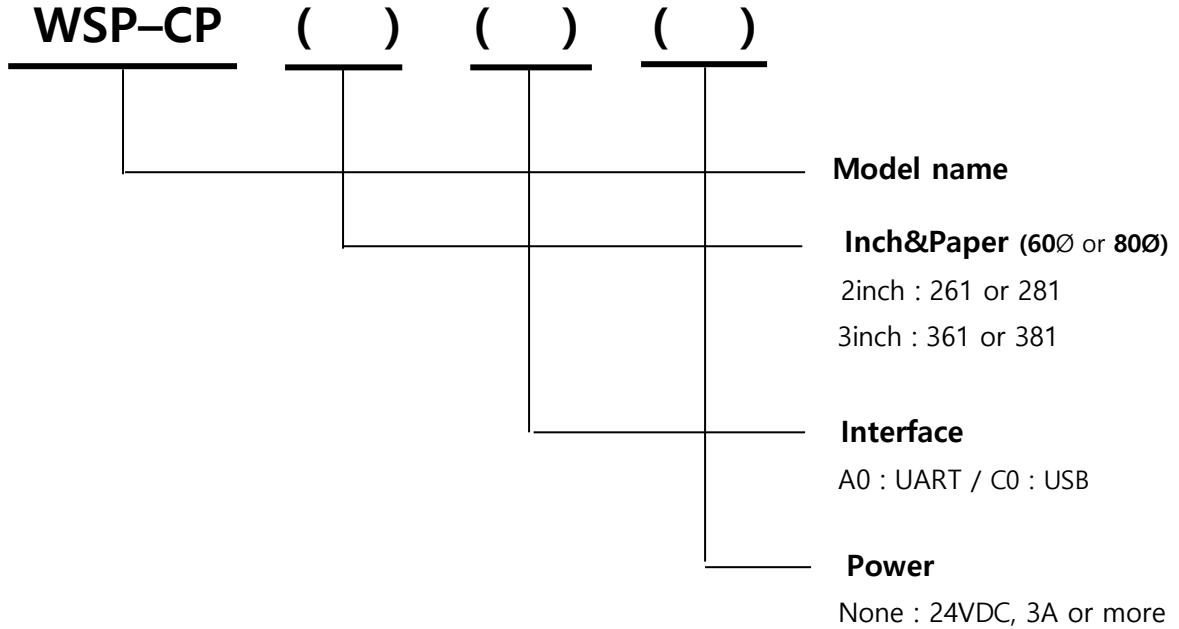 WSP–CP ( ) ( ) ( )
Model name
Inch&Paper (60Ø or 80Ø)
2inch : 261 or 281
3inch : 361 or 381
Interface
A0 : UART / C0 : USB
Power
None : 24VDC, 3A or more